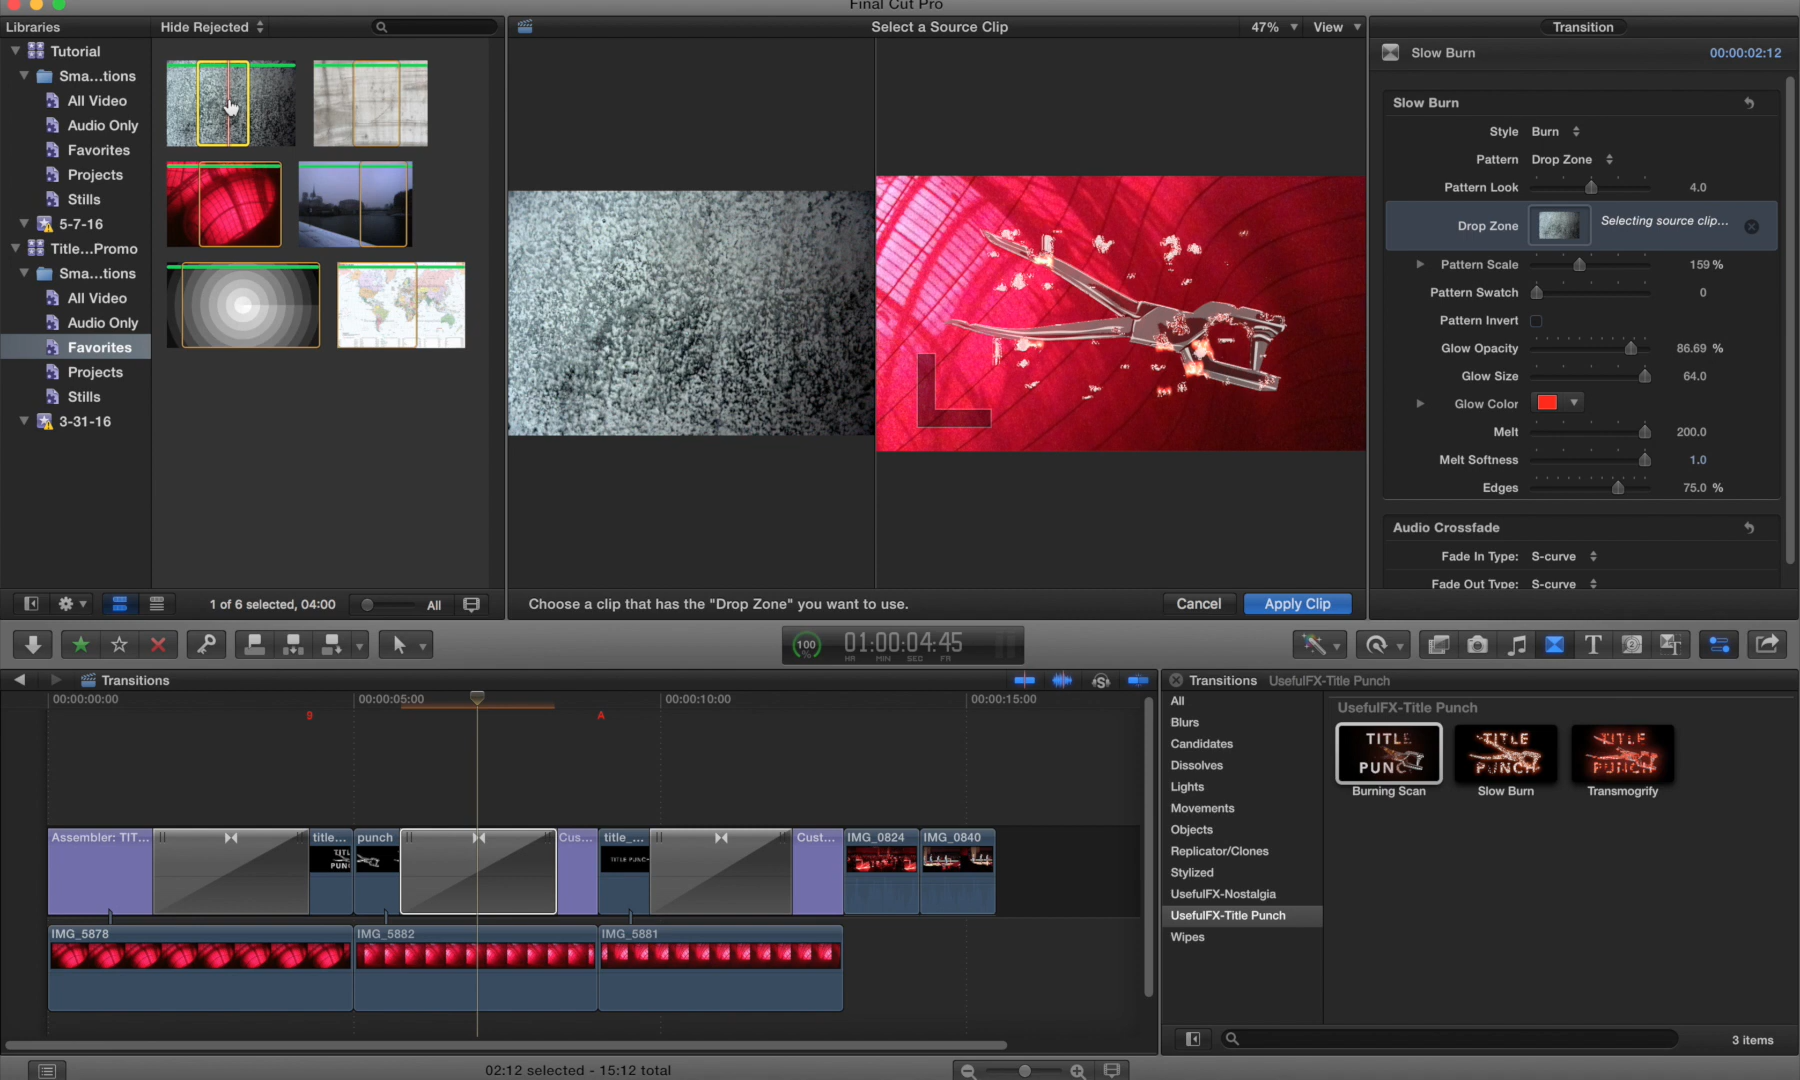 Final Cut Pro
Libraries
Hide Rejected
Select a Source Clip
47%
View
Transition
Tutorial
Sma...tions
All Video
Audio Only
Favorites
Projects
Stills
5-7-16
Title...Promo
Sma...tions
All Video
Audio Only
Favorites
Projects
Stills
3-31-16
Slow Burn
00:00:02:12
Slow Burn
Style Burn
Pattern Drop Zone
Pattern Look 4.0
Drop Zone Selecting source clip...
Pattern Scale 159 %
Pattern Swatch 0
Pattern Invert
Glow Opacity 86.69 %
Glow Size 64.0
Glow Color
Melt 200.0
Melt Softness 1.0
Edges 75.0 %
Audio Crossfade
Fade In Type: S-curve
Fade Out Type: S-curve
1 of 6 selected, 04:00
All
Choose a clip that has the "Drop Zone" you want to use.
Cancel
Apply Clip
100
%
01:00:04:45
HR MIN SEC FR
Transitions
00:00:00:00
00:00:05:00
00:00:10:00
00:00:15:00
9
A
Assembler: TIT...
title...
punch
Cus...
title_...
Cust...
IMG_0824
IMG_0840
IMG_5878
IMG_5882
IMG_5881
Transitions
UsefulFX-Title Punch
All
Blurs
Candidates
Dissolves
Lights
Movements
Objects
Replicator/Clones
Stylized
UsefulFX-Nostalgia
UsefulFX-Title Punch
Wipes
UsefulFX-Title Punch
Burning Scan
Slow Burn
Transmogrify
3 items
02:12 selected - 15:12 total